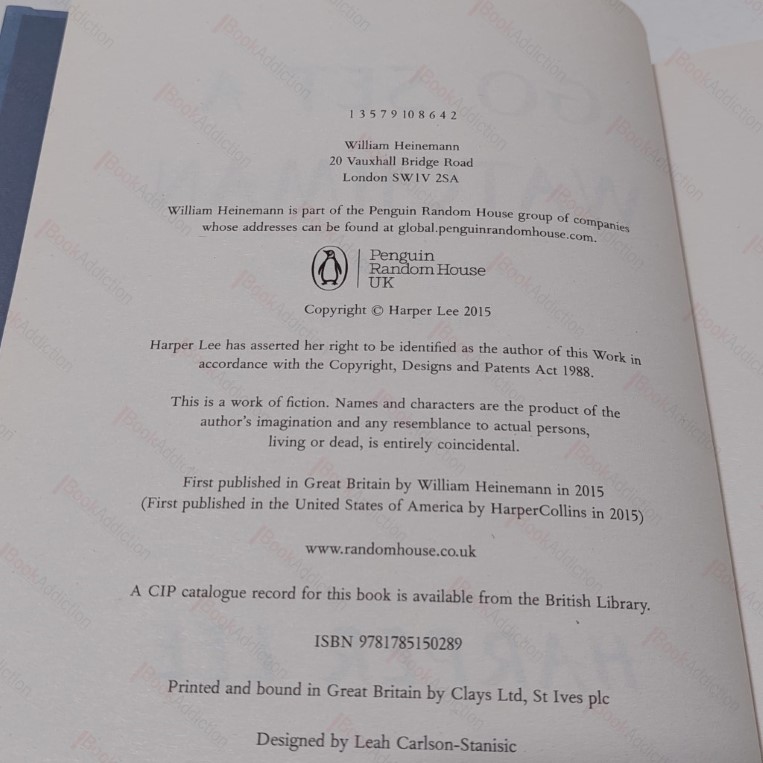 1 3 5 7 9 10 8 6 4 2
William Heinemann
20 Vauxhall Bridge Road
London SW1V 2SA
William Heinemann is part of the Penguin Random House group of companies
whose addresses can be found at global.penguinrandomhouse.com.
Penguin
Random House
UK
Copyright © Harper Lee 2015
Harper Lee has asserted her right to be identified as the author of this Work in
accordance with the Copyright, Designs and Patents Act 1988.
This is a work of fiction. Names and characters are the product of the
author's imagination and any resemblance to actual persons,
living or dead, is entirely coincidental.
First published in Great Britain by William Heinemann in 2015
(First published in the United States of America by HarperCollins in 2015)
www.randomhouse.co.uk
A CIP catalogue record for this book is available from the British Library.
ISBN 9781785150289
Printed and bound in Great Britain by Clays Ltd, St Ives plc
Designed by Leah Carlson-Stanisic
BookAddiction